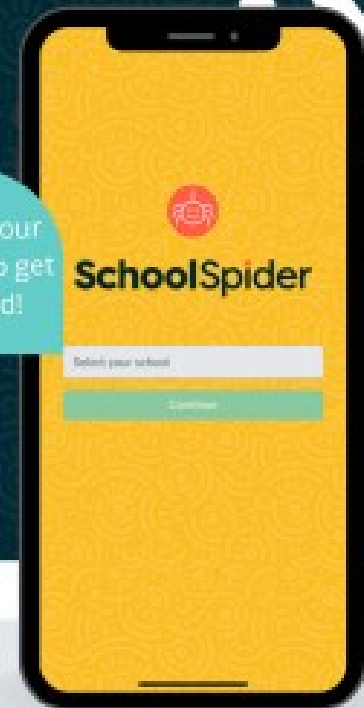 our
o get
d!
SchoolSpider
Select your school
Continue